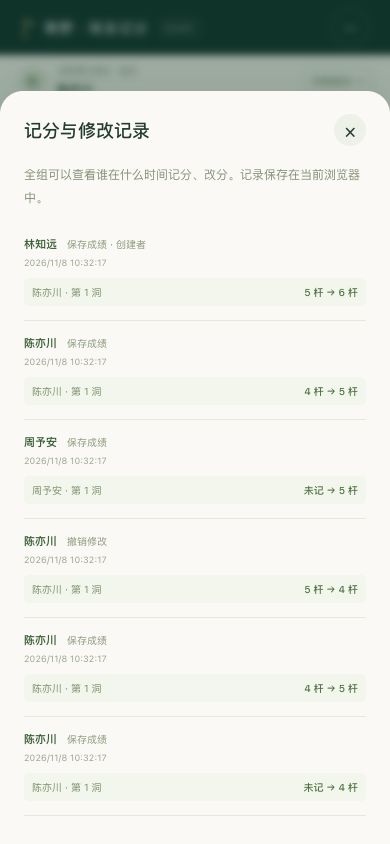 记分与修改记录
全组可以查看谁在什么时间记分、改分。记录保存在当前浏览器
中。
林知远 保存成绩 · 创建者
2026/11/8 10:32:17
陈亦川 · 第 1 洞 5 杆 → 6 杆
陈亦川 保存成绩
2026/11/8 10:32:17
陈亦川 · 第 1 洞 4 杆 → 5 杆
周予安 保存成绩
2026/11/8 10:32:17
周予安 · 第 1 洞 未记 → 5 杆
陈亦川 撤销修改
2026/11/8 10:32:17
陈亦川 · 第 1 洞 5 杆 → 4 杆
陈亦川 保存成绩
2026/11/8 10:32:17
陈亦川 · 第 1 洞 4 杆 → 5 杆
陈亦川 保存成绩
2026/11/8 10:32:17
陈亦川 · 第 1 洞 未记 → 4 杆